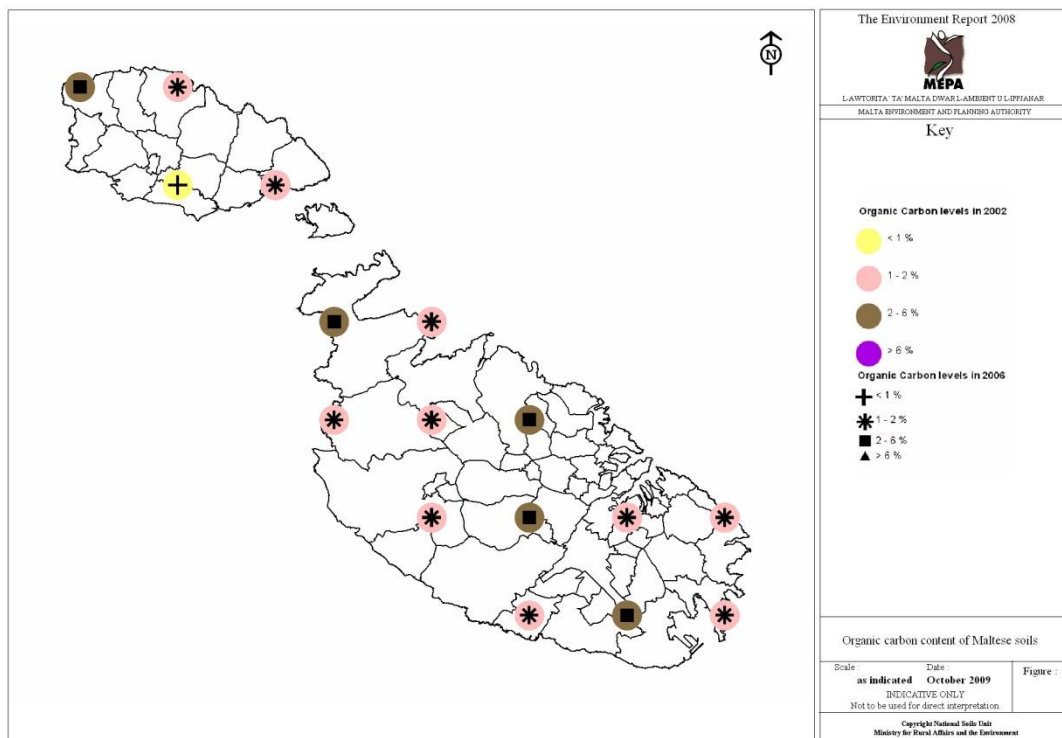 N
The Environment Report 2008
MEPA
L-AWTORITA` TA` MALTA DWAR L-AMBJENT U L-IPPJANAR
MALTA ENVIRONMENT AND PLANNING AUTHORITY
Key
Organic Carbon levels in 2002
< 1 %
1 - 2 %
2 - 6 %
> 6 %
Organic Carbon levels in 2006
< 1 %
1 - 2 %
2 - 6 %
> 6 %
Organic carbon content of Maltese soils
Scale :
as indicated
Date :
October 2009
Figure :
INDICATIVE ONLY
Not to be used for direct interpretation
Copyright National Soils Unit
Ministry for Rural Affairs and the Environment